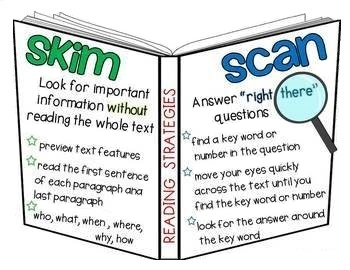 skim
Look for important
information without
reading the whole text
preview text features
read the first sentence
of each paragraph and
last paragraph
who, what, when, where,
why, how
READING STRATEGIES
scan
Answer "right there"
questions
find a key word or
number in the question
move your eyes quickly
across the text until you
find the key word or number
look for the answer around
the key word